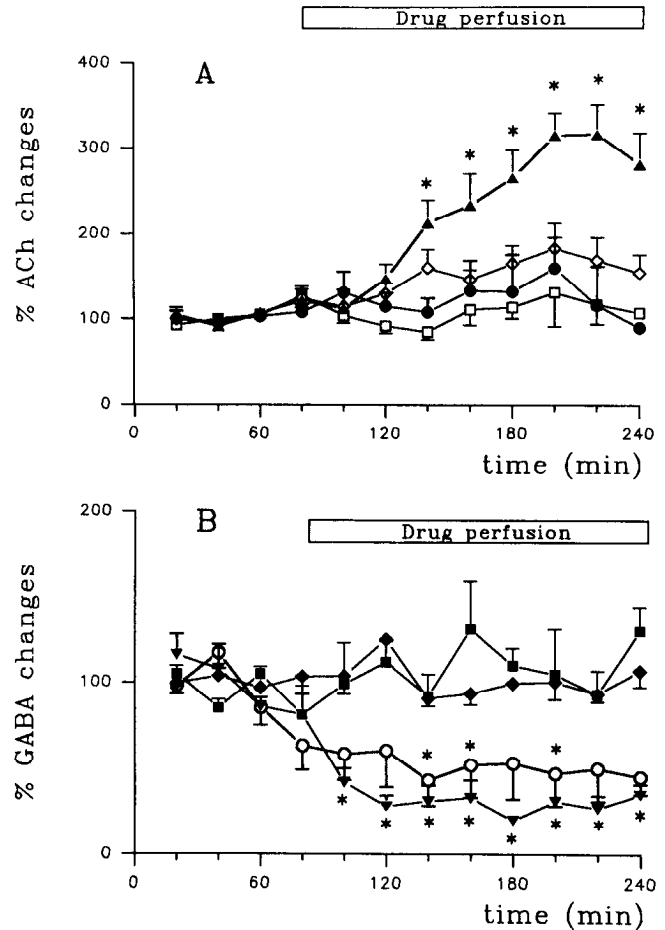 Drug perfusion
A
400
*
*
*
*
*
*
300
% ACh changes
200
100
0
0 60 120 180 240
time (min)
200
B
Drug perfusion
% GABA changes
100
* * *
* * * * * * * *
0
0 60 120 180 240
time (min)